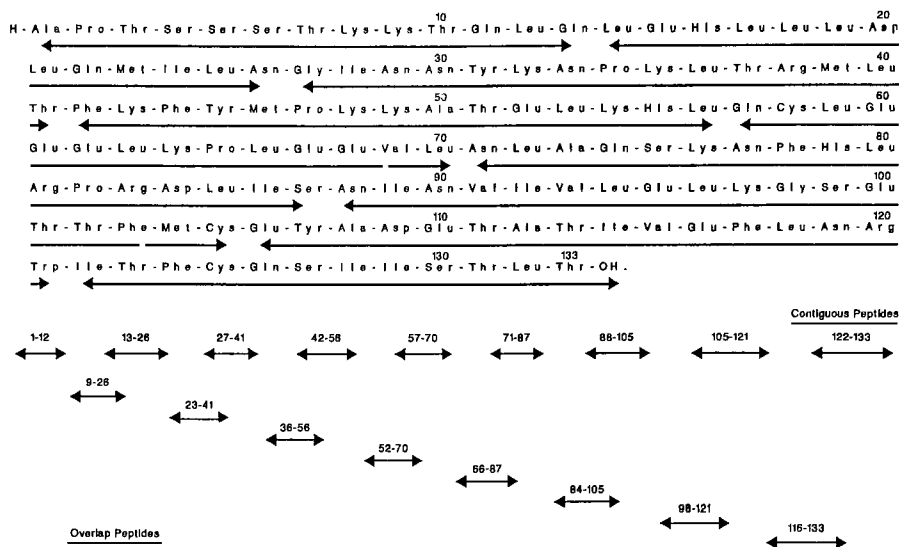 10 20
H-Ala-Pro-Thr-Ser-Ser-Ser-Thr-Lys-Lys-Thr-Gln-Leu-Gln-Leu-Glu-His-Leu-Leu-Leu-Asp
30 40
Leu-Gln-Met-Ile-Leu-Asn-Gly-Ile-Asn-Asn-Tyr-Lys-Asn-Pro-Lys-Leu-Thr-Arg-Met-Leu
50 60
Thr-Phe-Lys-Phe-Tyr-Met-Pro-Lys-Lys-Ala-Thr-Glu-Leu-Lys-His-Leu-Gln-Cys-Leu-Glu
70 80
Glu-Glu-Leu-Lys-Pro-Leu-Glu-Glu-Val-Leu-Asn-Leu-Ala-Gln-Ser-Lys-Asn-Phe-His-Leu
90 100
Arg-Pro-Arg-Asp-Leu-Ile-Ser-Asn-Ile-Asn-Val-Ile-Val-Leu-Glu-Leu-Lys-Gly-Ser-Glu
110 120
Thr-Thr-Phe-Met-Cys-Glu-Tyr-Ala-Asp-Glu-Thr-Ala-Thr-Ile-Val-Glu-Phe-Leu-Asn-Arg
130 133
Trp-Ile-Thr-Phe-Cys-Gln-Ser-Ile-Ile-Ser-Thr-Leu-Thr-OH.
Contiguous Peptides
1-12 13-26 27-41 42-56 57-70 71-87 88-105 105-121 122-133
9-26
23-41
36-56
52-70
66-87
84-105
98-121
116-133
Overlap Peptides